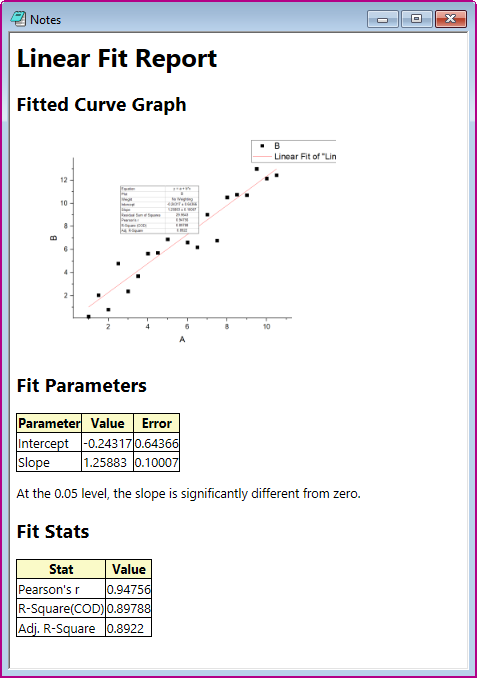 Notes
Linear Fit Report
Fitted Curve Graph
B
Linear Fit of "Lin
12
10
8
6
4
2
B
Equation y = a + b*x
Plot B
Weight No Weighting
Intercept -0.24317 ± 0.64366
Slope 1.25883 ± 0.10007
Residual Sum of Squares
Pearson's r 0.94756
R-Square (COD) 0.89788
Adj. R-Square 0.8922
2 4 6 8 10
A
Fit Parameters
Parameter Value Error
Intercept -0.24317 0.64366
Slope 1.25883 0.10007
At the 0.05 level, the slope is significantly different from zero.
Fit Stats
Stat Value
Pearson's r 0.94756
R-Square(COD) 0.89788
Adj. R-Square 0.8922